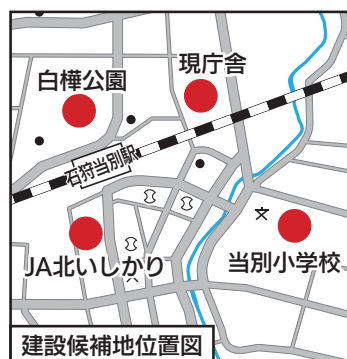 現庁舎
白樺公園
石狩当別駅
JA北いしかり
当別小学校
建設候補地位置図